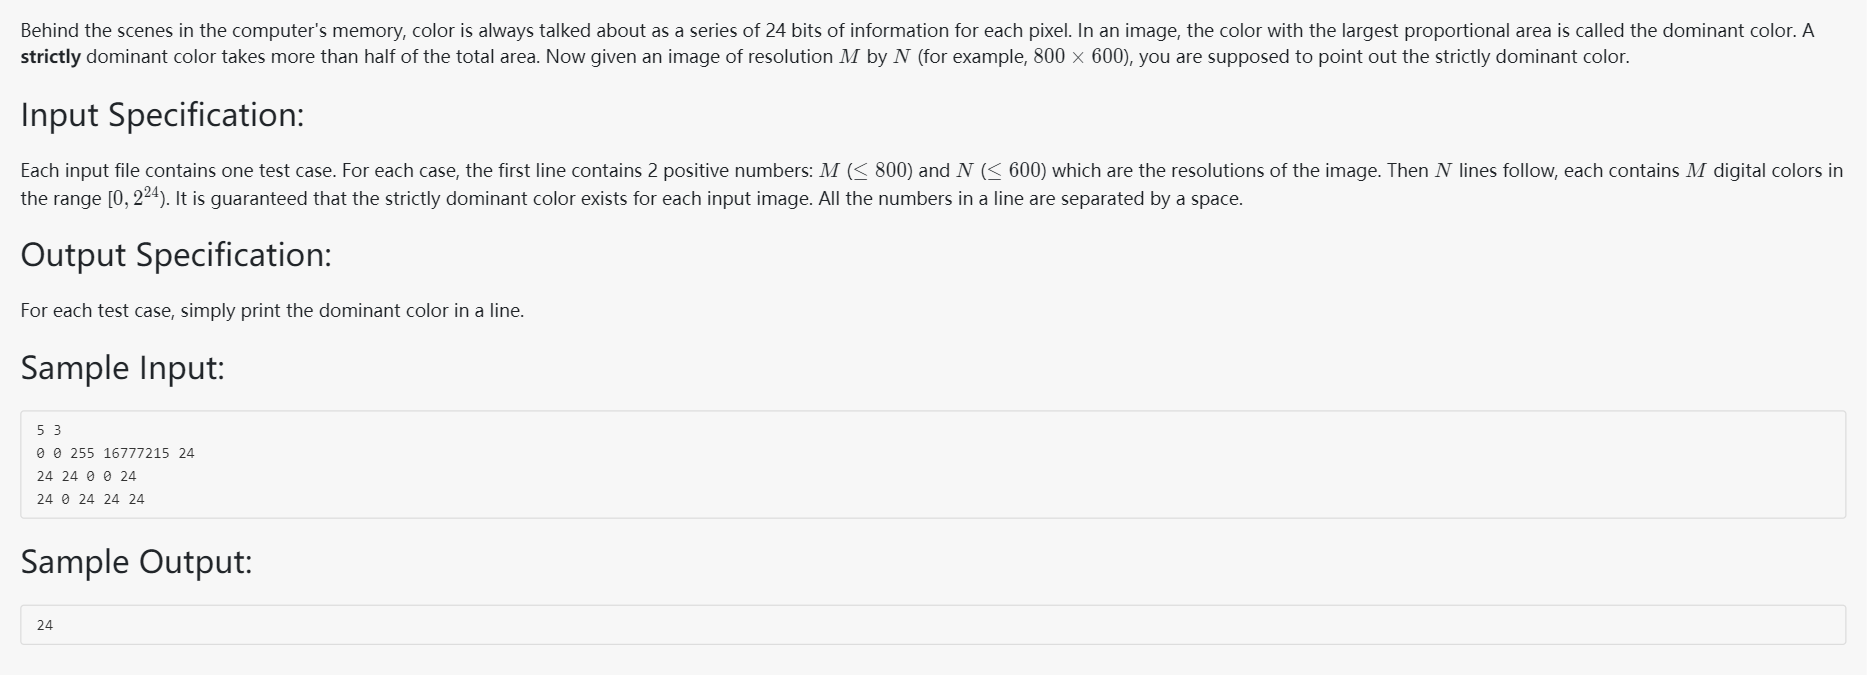 Behind the scenes in the computer's memory, color is always talked about as a series of 24 bits of information for each pixel. In an image, the color with the largest proportional area is called the dominant color. A
strictly dominant color takes more than half of the total area. Now given an image of resolution M by N (for example, 800 × 600), you are supposed to point out the strictly dominant color.
Input Specification:
Each input file contains one test case. For each case, the first line contains 2 positive numbers: M (≤ 800) and N (≤ 600) which are the resolutions of the image. Then N lines follow, each contains M digital colors in
the range [0, 2²⁴). It is guaranteed that the strictly dominant color exists for each input image. All the numbers in a line are separated by a space.
Output Specification:
For each test case, simply print the dominant color in a line.
Sample Input:
5 3
0 0 255 16777215 24
24 24 0 0 24
24 0 24 24 24
Sample Output:
24